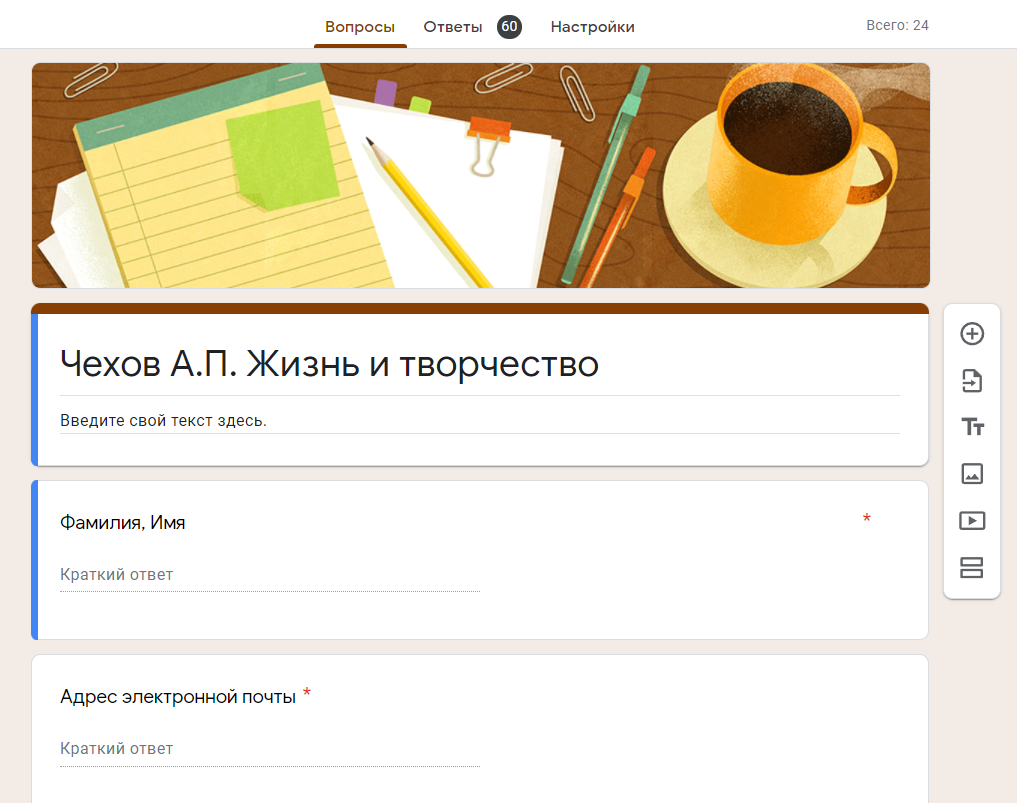 Вопросы Ответы 60 Настройки Всего: 24
Чехов А.П. Жизнь и творчество
Введите свой текст здесь.
Фамилия, Имя *
Краткий ответ
Адрес электронной почты *
Краткий ответ